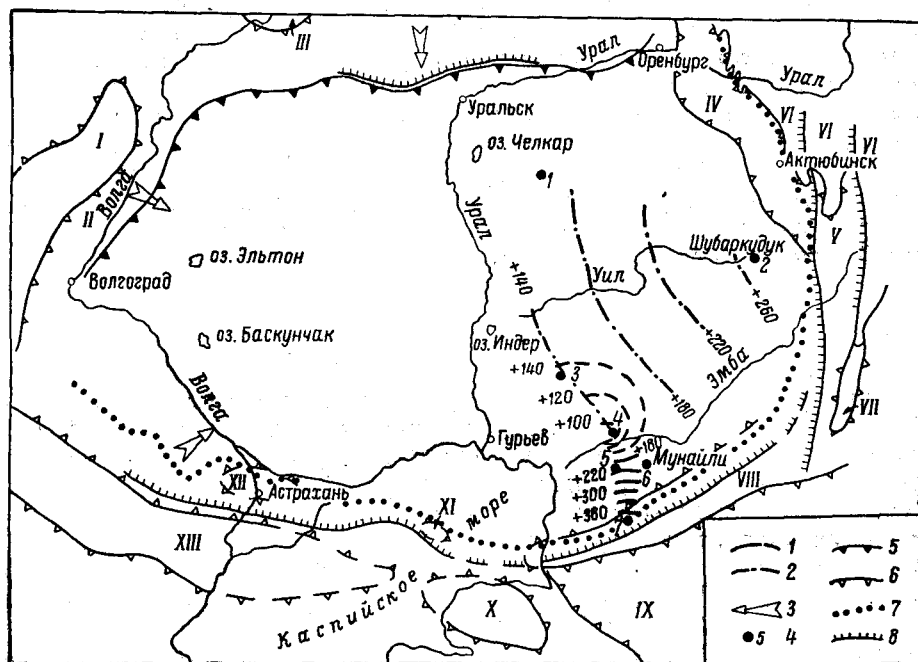 III
Урал
Оренбург
Урал
I
Уральск
IV
VI
VI
VI
оз. Челкар
Актюбинск
1
Волга
II
Урал
V
Шубаркудук
2
оз. Эльтон
+140
Уил
Волгоград
+260
оз. Баскунчак
оз. Индер
+220
Эмба
+140
3
Волга
+120
+180
+100
4
VII
Гурьев
5
+180
Мунайли
+220
6
XII
VIII
Астрахань
+300
XI
море
+380
7
XIII
Каспийское
X
IX
1 5
2 6
3 7
5 4 8